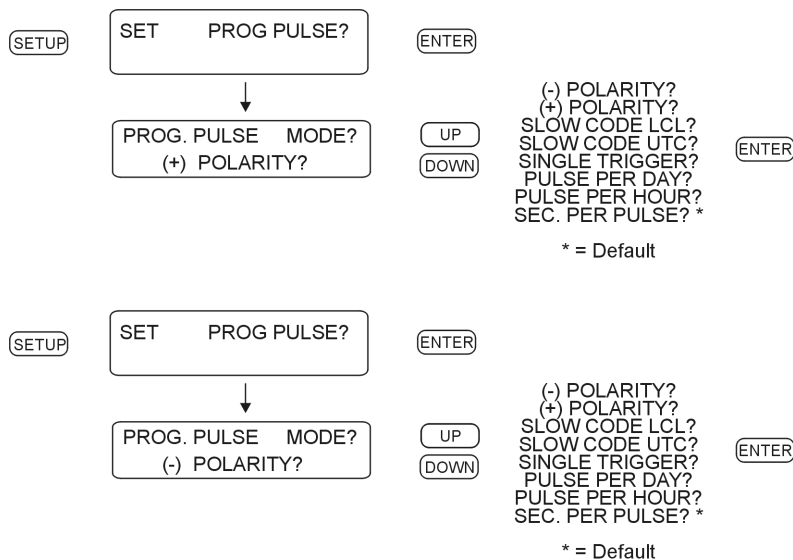 SETUP
SET PROG PULSE?
ENTER
PROG. PULSE MODE?
(+) POLARITY?
UP
DOWN
(-) POLARITY?
(+) POLARITY?
SLOW CODE LCL?
SLOW CODE UTC?
SINGLE TRIGGER?
PULSE PER DAY?
PULSE PER HOUR?
SEC. PER PULSE? *
ENTER
* = Default
SETUP
SET PROG PULSE?
ENTER
PROG. PULSE MODE?
(-) POLARITY?
UP
DOWN
(-) POLARITY?
(+) POLARITY?
SLOW CODE LCL?
SLOW CODE UTC?
SINGLE TRIGGER?
PULSE PER DAY?
PULSE PER HOUR?
SEC. PER PULSE? *
ENTER
* = Default